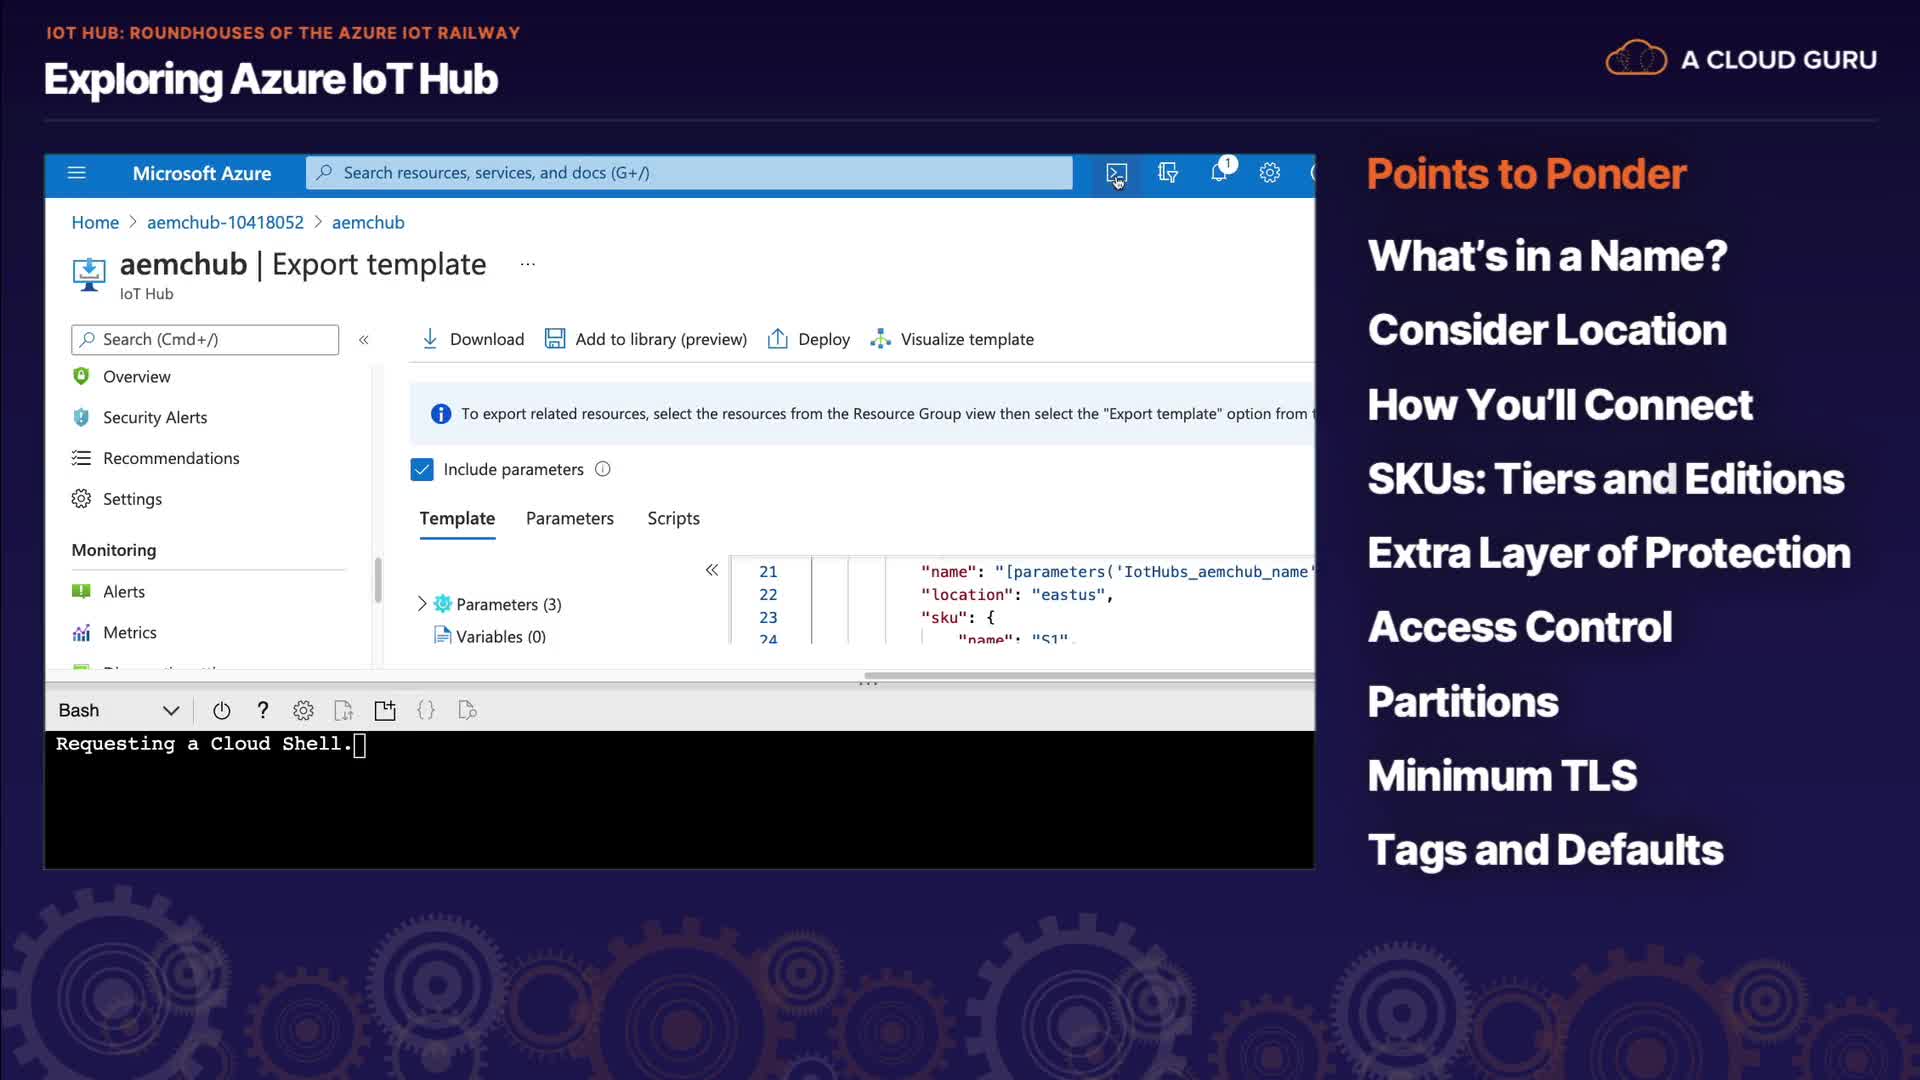 IOT HUB: ROUNDHOUSES OF THE AZURE IOT RAILWAY
Exploring Azure IoT Hub
A CLOUD GURU
Microsoft Azure
Search resources, services, and docs (G+/)
1
Home > aemchub-10418052 > aemchub
aemchub | Export template ...
IoT Hub
Search (Cmd+/)
«
Overview
Security Alerts
Recommendations
Settings
Monitoring
Alerts
Metrics
Download
Add to library (preview)
Deploy
Visualize template
To export related resources, select the resources from the Resource Group view then select the "Export template" option from
Include parameters
Template
Parameters
Scripts
«
Parameters (3)
Variables (0)
21 "name": "[parameters('IotHubs_aemchub_name'
22 "location": "eastus",
23 "sku": {
24 "name": "S1",
Bash
Requesting a Cloud Shell.
Points to Ponder
What's in a Name?
Consider Location
How You'll Connect
SKUs: Tiers and Editions
Extra Layer of Protection
Access Control
Partitions
Minimum TLS
Tags and Defaults